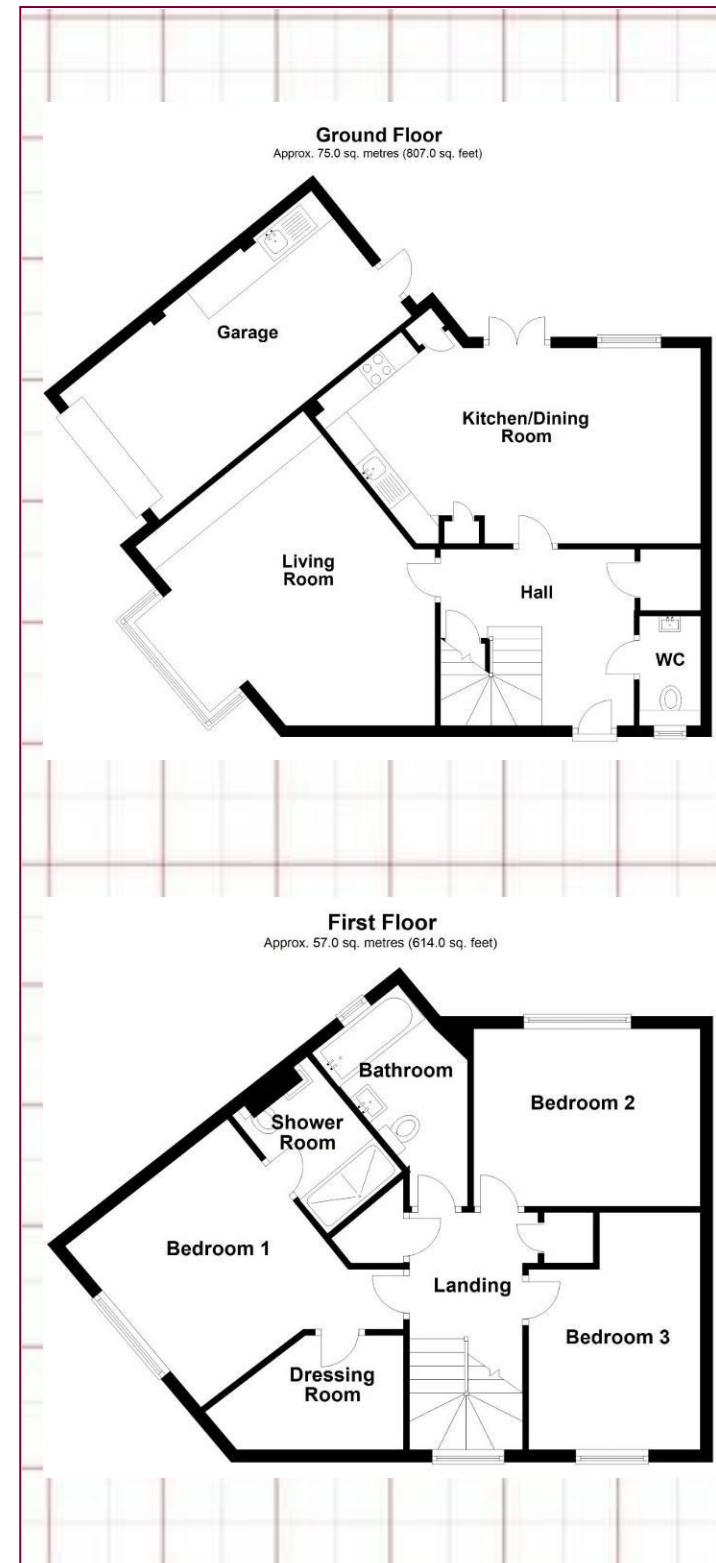 Ground Floor
Approx. 75.0 sq. metres (807.0 sq. feet)
Garage
Kitchen/Dining
Room
Living
Room
Hall
WC
First Floor
Approx. 57.0 sq. metres (614.0 sq. feet)
Bathroom
Bedroom 2
Shower
Room
Bedroom 1
Landing
Bedroom 3
Dressing
Room